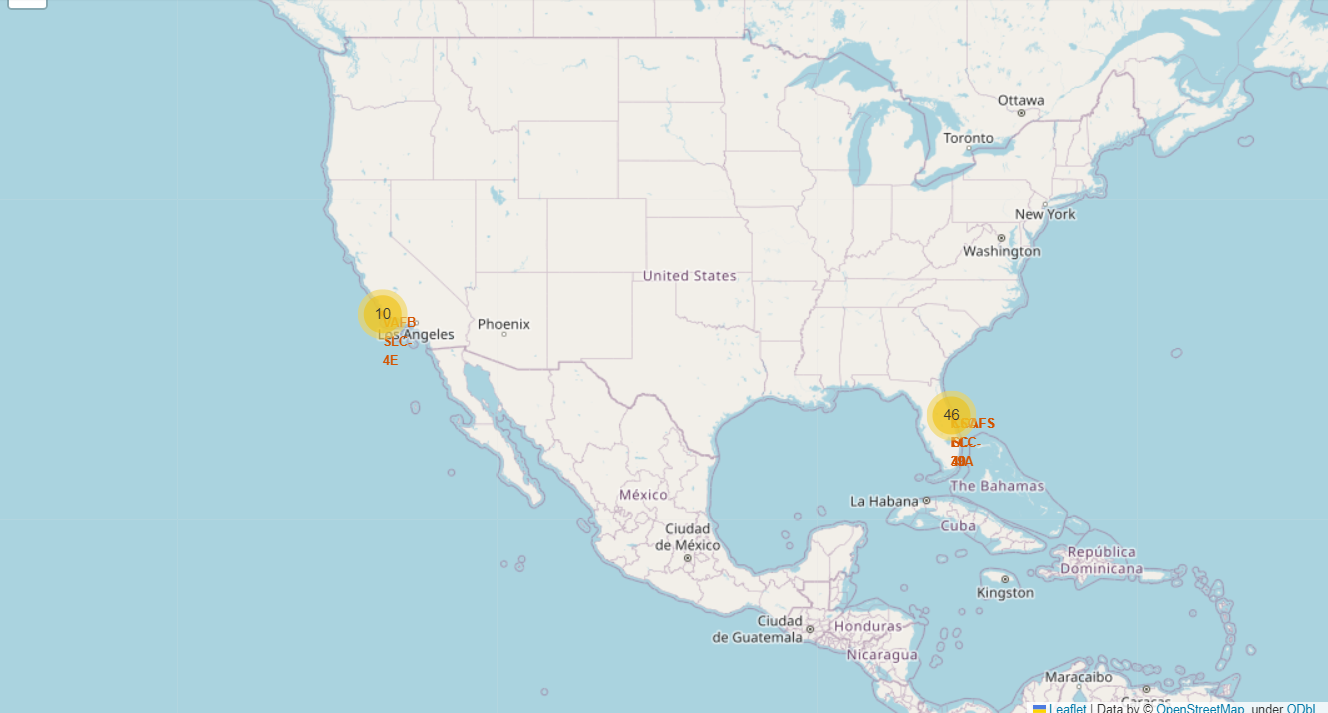 Ottawa
Toronto
New York
Washington
United States
10
VAFB
Phoenix
Los Angeles
SLC-
4E
46
The Bahamas
La Habana
México
Cuba
Ciudad
de México
República
Dominicana
Kingston
Ciudad
de Guatemala
Honduras
Nicaragua
Maracaibo
Caracas
Leaflet | Data by © OpenStreetMap, under ODbL